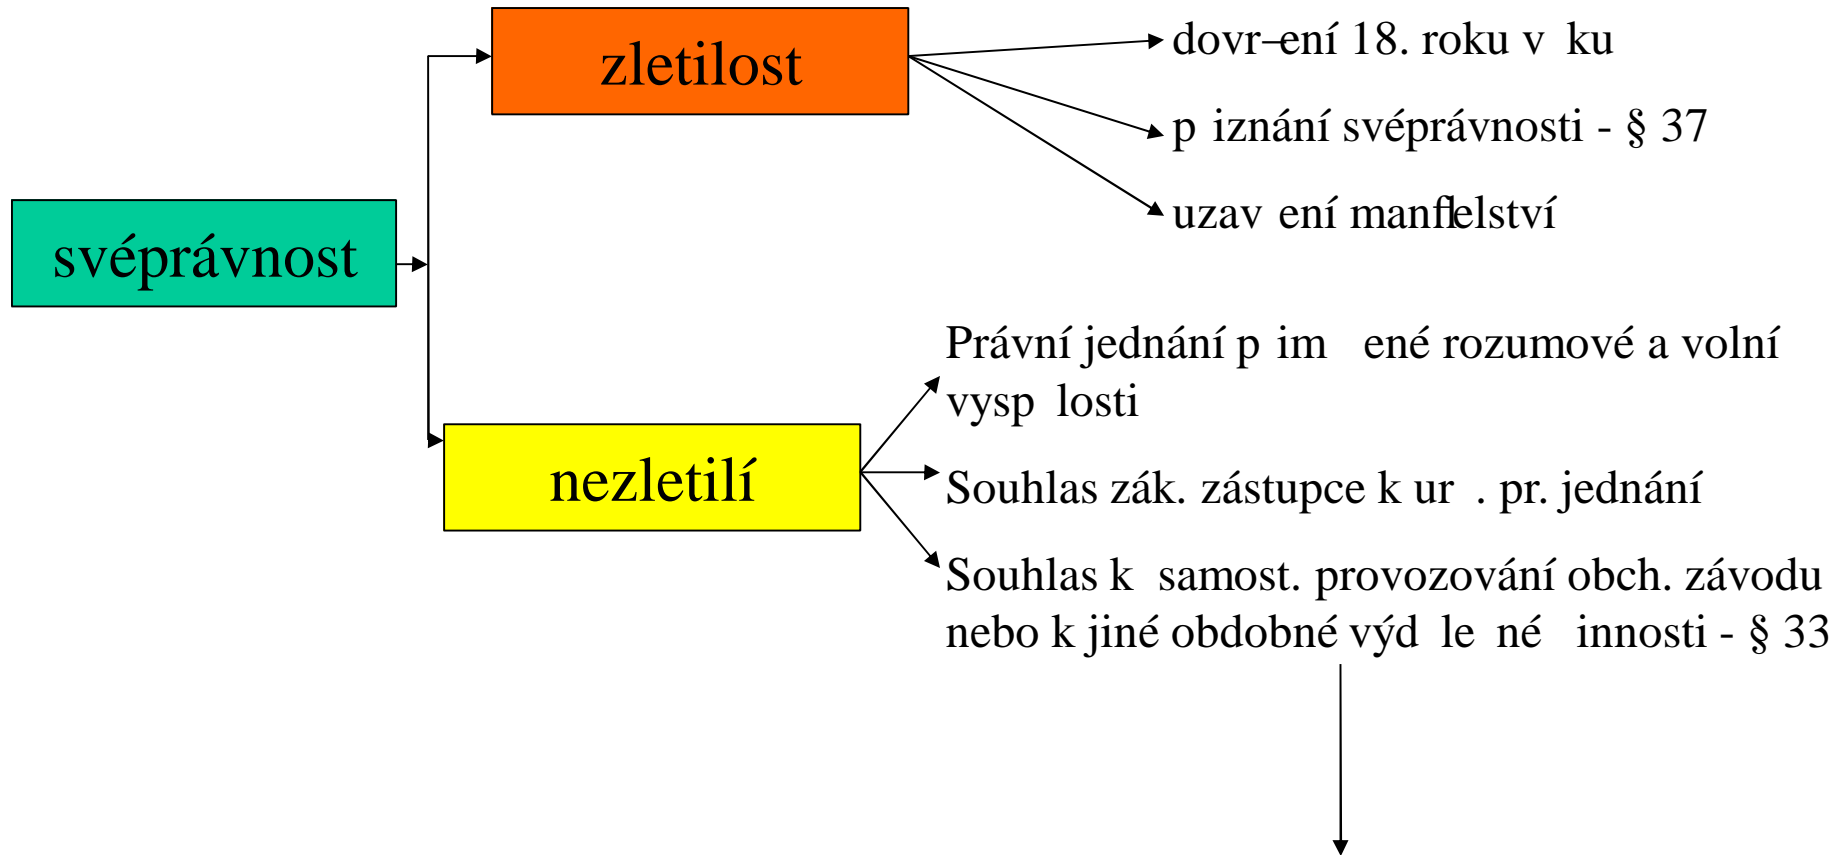 zletilost
dovr–ení 18. roku v ku
p iznání svéprávnosti - § 37
uzav ení manflelství
svéprávnost
Právní jednání p im ené rozumové a volní
vysp losti
nezletilí
Souhlas zák. zástupce k ur . pr. jednání
Souhlas k samost. provozování obch. závodu
nebo k jiné obdobné výd le né innosti - § 33